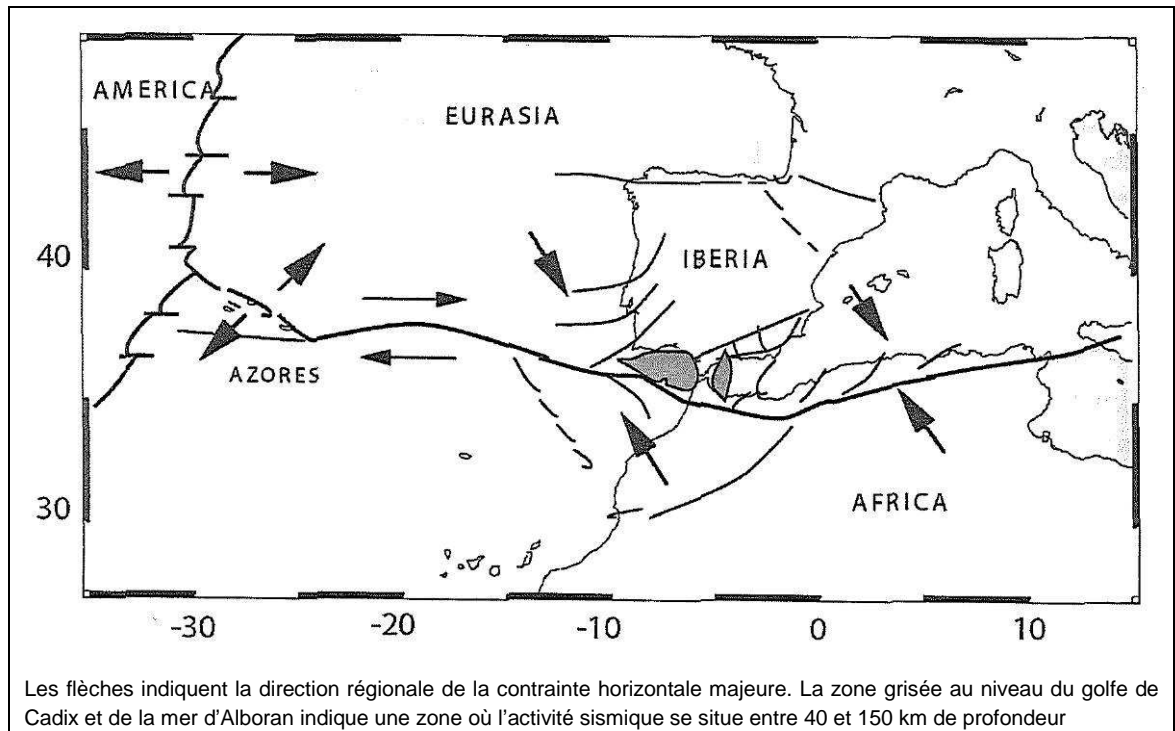 AMERICA
EURASIA
40
IBERIA
AZORES
30
AFRICA
-30 -20 -10 0 10
Les flèches indiquent la direction régionale de la contrainte horizontale majeure. La zone grisée au niveau du golfe de
Cadix et de la mer d'Alboran indique une zone où l'activité sismique se situe entre 40 et 150 km de profondeur